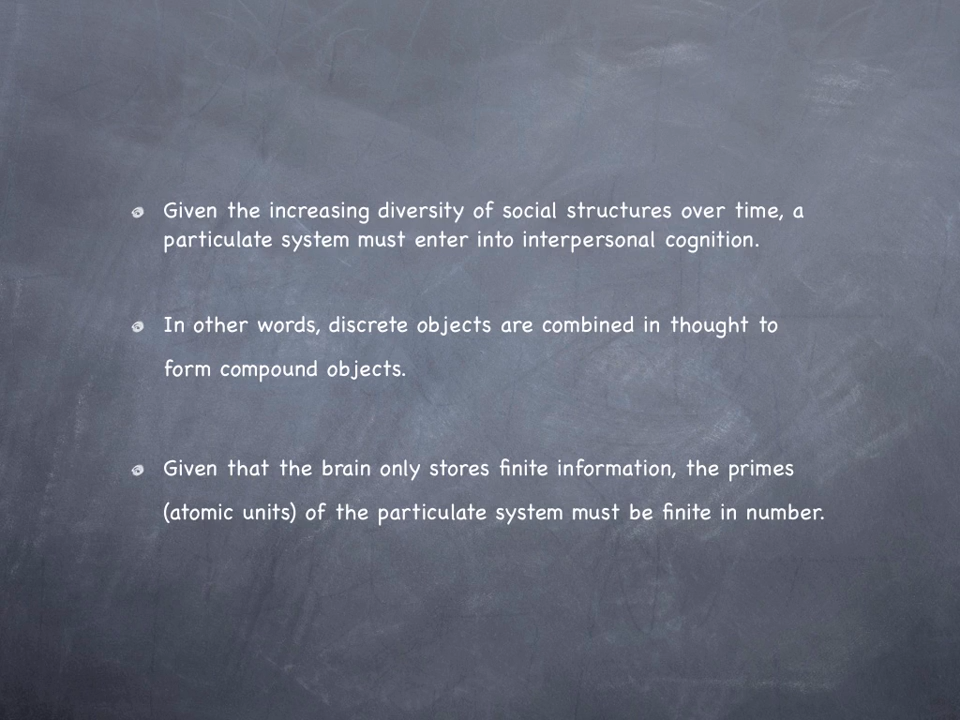 Given the increasing diversity of social structures over time, a
particulate system must enter into interpersonal cognition.
In other words, discrete objects are combined in thought to
form compound objects.
Given that the brain only stores finite information, the primes
(atomic units) of the particulate system must be finite in number.